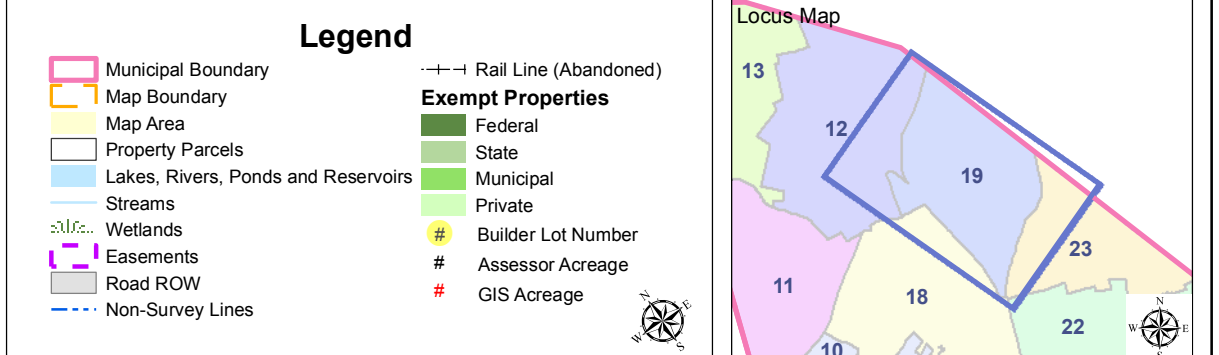 Legend
Municipal Boundary
Map Boundary
Map Area
Property Parcels
Lakes, Rivers, Ponds and Reservoirs
Streams
Wetlands
Easements
Road ROW
Non-Survey Lines
Rail Line (Abandoned)
Exempt Properties
Federal
State
Municipal
Private
# Builder Lot Number
# Assessor Acreage
# GIS Acreage
N
E
W
S
Locus Map
13
12
19
23
11
18
22
10
N
W E
S